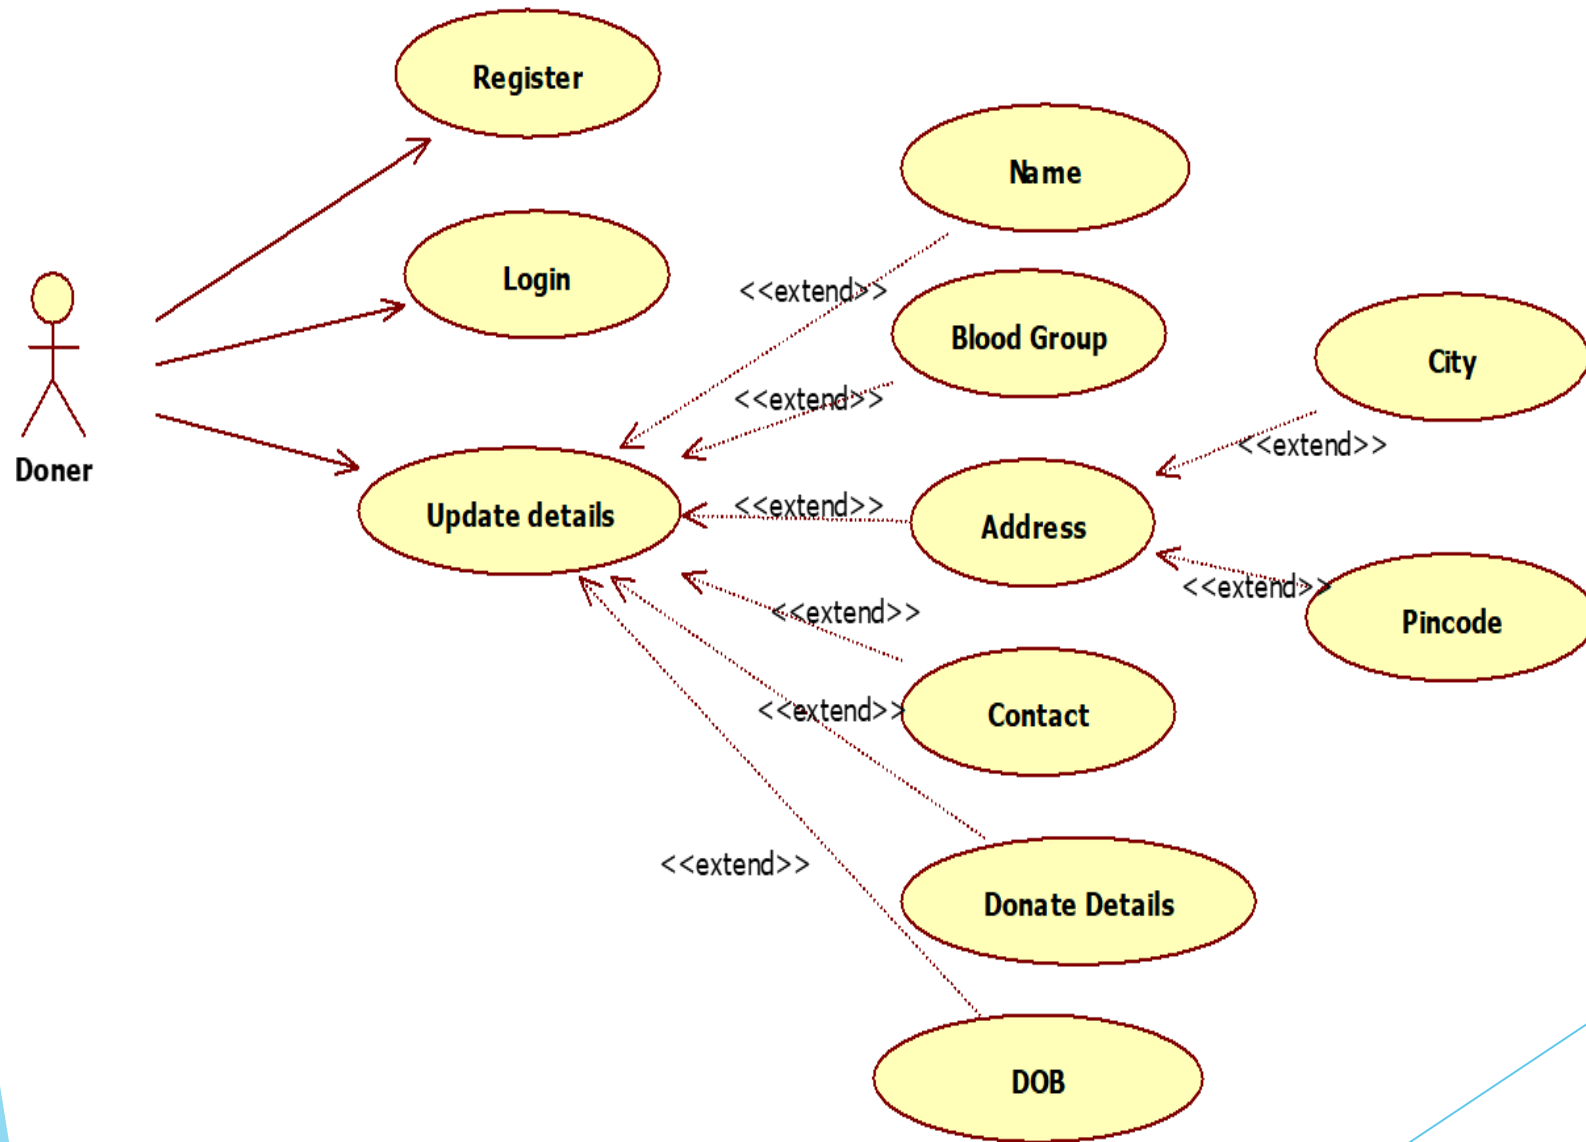 Register
Name
Login
<<extend>>
Blood Group
City
<<extend>>
<<extend>>
Doner
Update details
<<extend>>
Address
<<extend>>
Pincode
<<extend>>
Contact
<<extend>>
<<extend>>
Donate Details
DOB